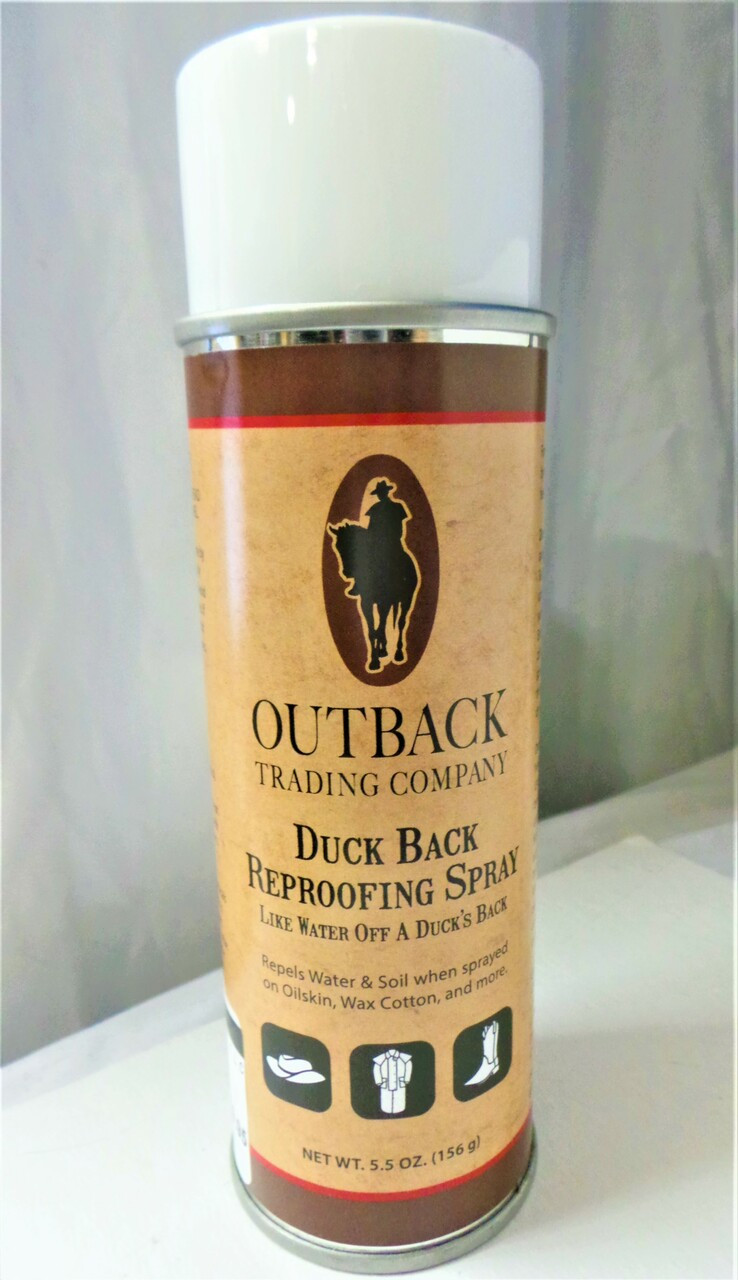 OUTBACK
TRADING COMPANY
DUCK BACK
REPROOFING SPRAY
LIKE WATER OFF A DUCK'S BACK
Repels Water & Soil when sprayed
on Oilskin, Wax Cotton, and more.
NET WT. 5.5 OZ. (156 g)